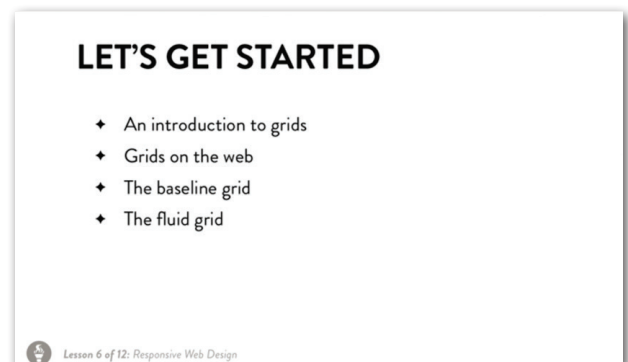 LET’S GET STARTED
An introduction to grids
Grids on the web
The baseline grid
The fluid grid
Lesson 6 of 12: Responsive Web Design